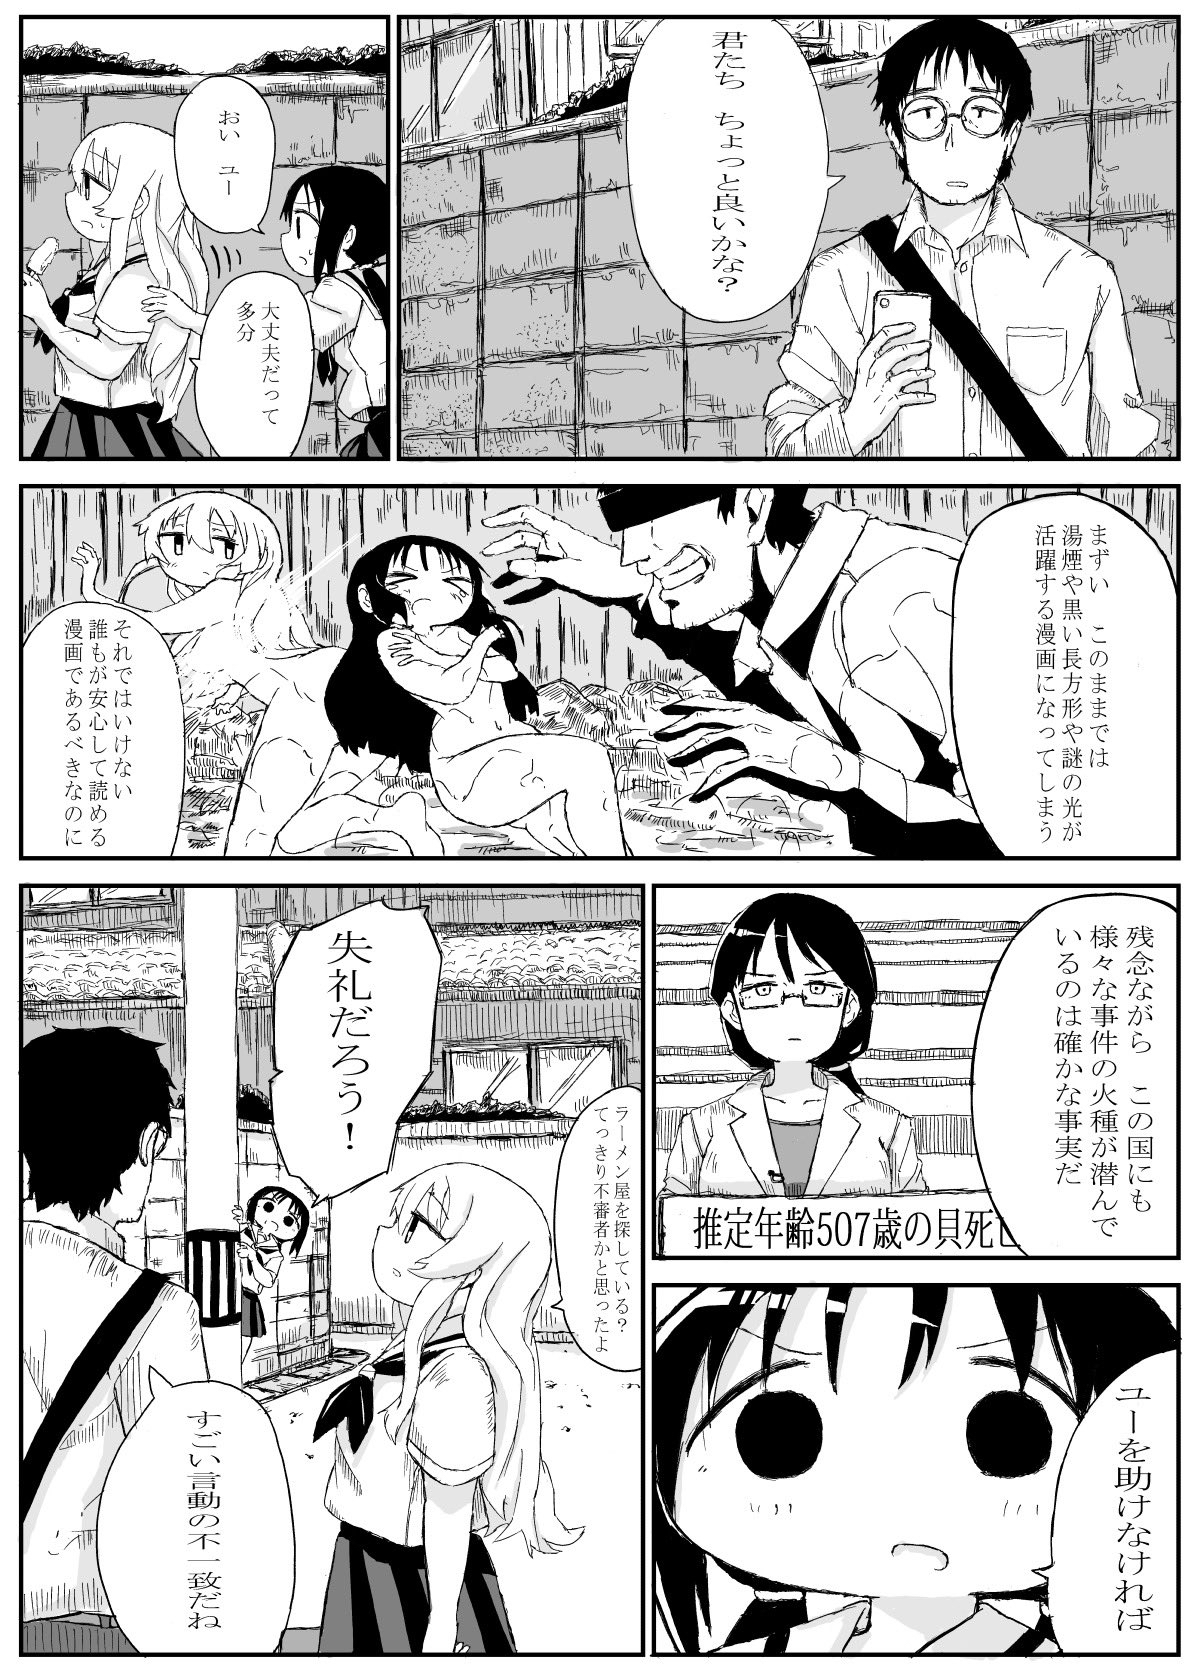 君たち　ちょっと良いかな？
おい　ユー
大丈夫だって
多分
まずい　このままでは
湯煙や黒い長方形や謎の光が
活躍する漫画になってしまう
それではいけない
誰もが安心して読める
漫画であるべきなのに
残念ながら　この国にも
様々な事件の火種が潜んで
いるのは確かな事実だ
推定年齢507歳の貝死亡
ユーを助けなければ
ラーメン屋を探している？
てっきり不審者かと思ったよ
失礼だろう！
すごい言動の不一致だね